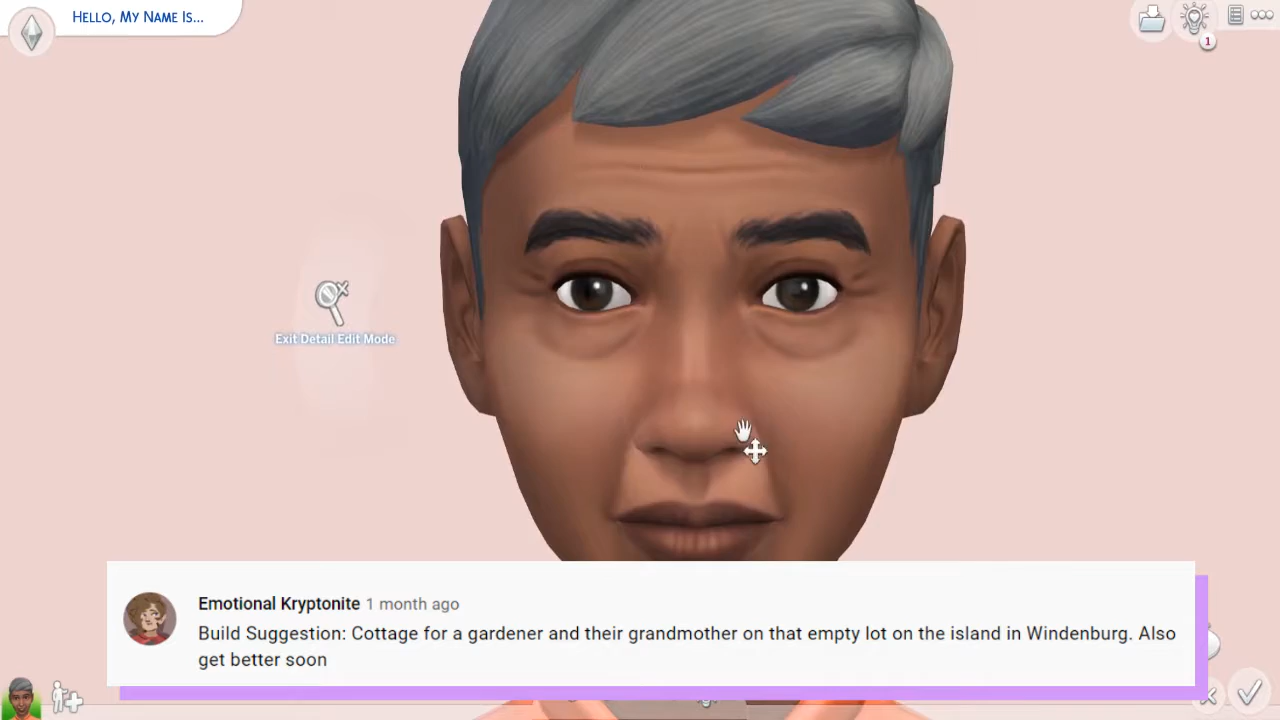 Hello, My Name Is...
1
Exit Detail Edit Mode
Emotional Kryptonite 1 month ago
Build Suggestion: Cottage for a gardener and their grandmother on that empty lot on the island in Windenburg. Also
get better soon